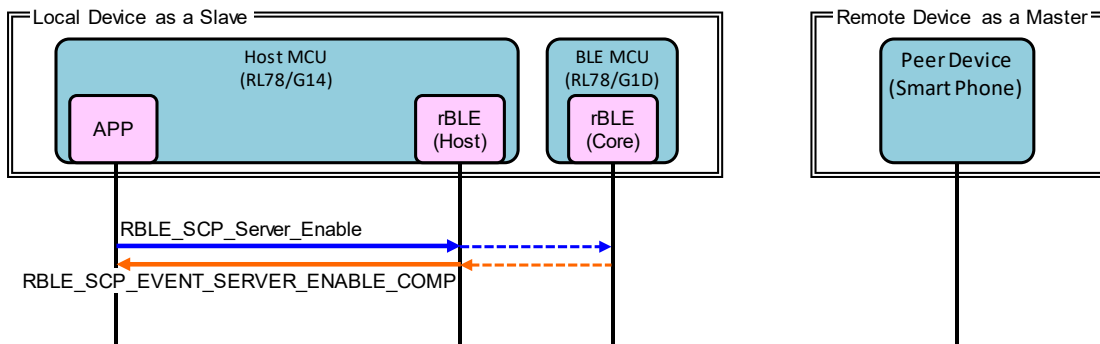 Local Device as a Slave
Remote Device as a Master
Host MCU
(RL78/G14)
BLE MCU
(RL78/G1D)
Peer Device
(Smart Phone)
APP
rBLE
(Host)
rBLE
(Core)
RBLE_SCP_Server_Enable
RBLE_SCP_EVENT_SERVER_ENABLE_COMP